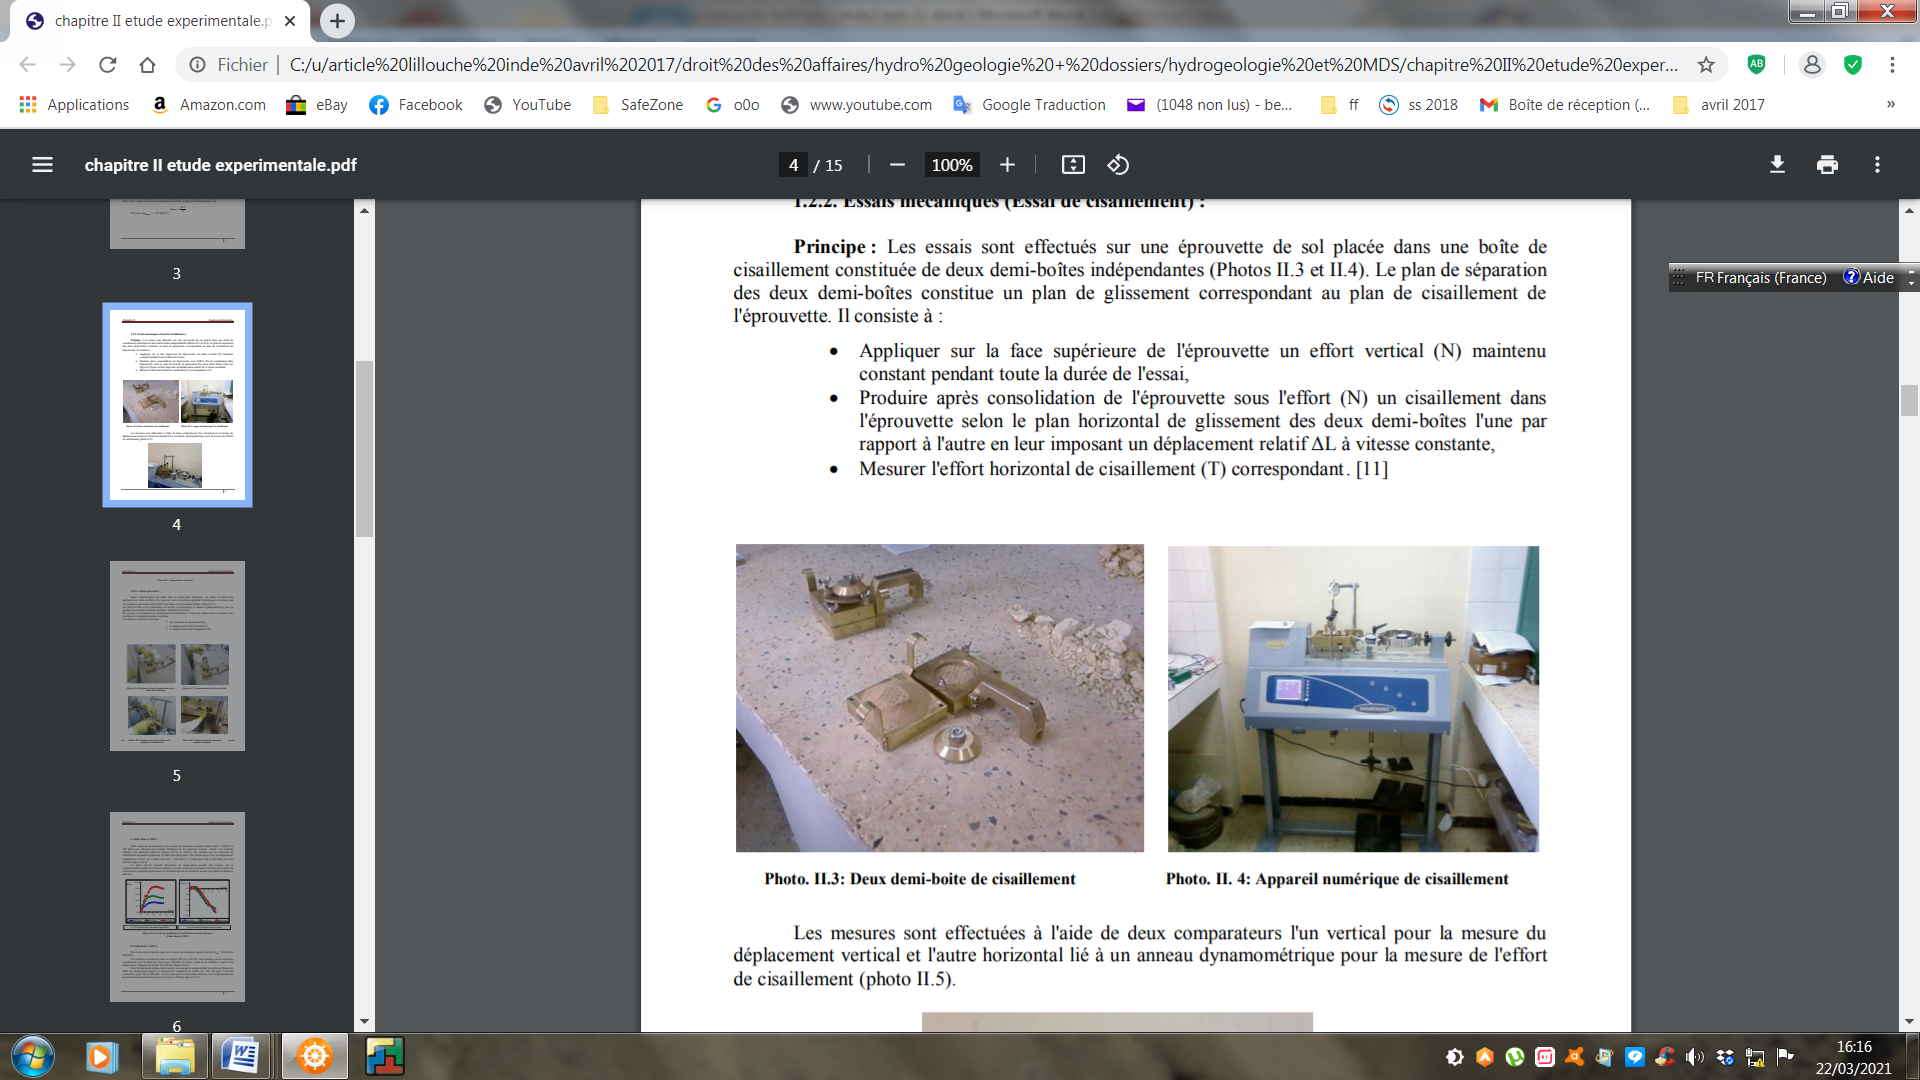 chapitre II etude experimentale.p
Fichier
C:/u/article%20lillouche%20inde%20avril%202017/droit%20des%20affaires/hydro%20geologie%20+%20dossiers/hydrogeologie%20et%20MDS/chapitre%20II%20etude%20exper...
Applications
Amazon.com
eBay
Facebook
YouTube
SafeZone
o0o
www.youtube.com
Google Traduction
(1048 non lus) - be...
ff
ss 2018
Boîte de réception (...
avril 2017
»
chapitre II etude experimentale.pdf
4 / 15
100%
3
4
5
6
1.2.2. Essais mécaniques (Essai de cisaillement) :
Principe : Les essais sont effectués sur une éprouvette de sol placée dans une boîte de
cisaillement constituée de deux demi-boîtes indépendantes (Photos II.3 et II.4). Le plan de séparation
des deux demi-boîtes constitue un plan de glissement correspondant au plan de cisaillement de
l'éprouvette. Il consiste à :
• Appliquer sur la face supérieure de l'éprouvette un effort vertical (N) maintenu
constant pendant toute la durée de l'essai,
• Produire après consolidation de l'éprouvette sous l'effort (N) un cisaillement dans
l'éprouvette selon le plan horizontal de glissement des deux demi-boîtes l'une par
rapport à l'autre en leur imposant un déplacement relatif ΔL à vitesse constante,
• Mesurer l'effort horizontal de cisaillement (T) correspondant. [11]
Photo. II.3: Deux demi-boite de cisaillement
Photo. II. 4: Appareil numérique de cisaillement
Les mesures sont effectuées à l'aide de deux comparateurs l'un vertical pour la mesure du
déplacement vertical et l'autre horizontal lié à un anneau dynamométrique pour la mesure de l'effort
de cisaillement (photo II.5).
FR Français (France)
Aide
16:16
22/03/2021